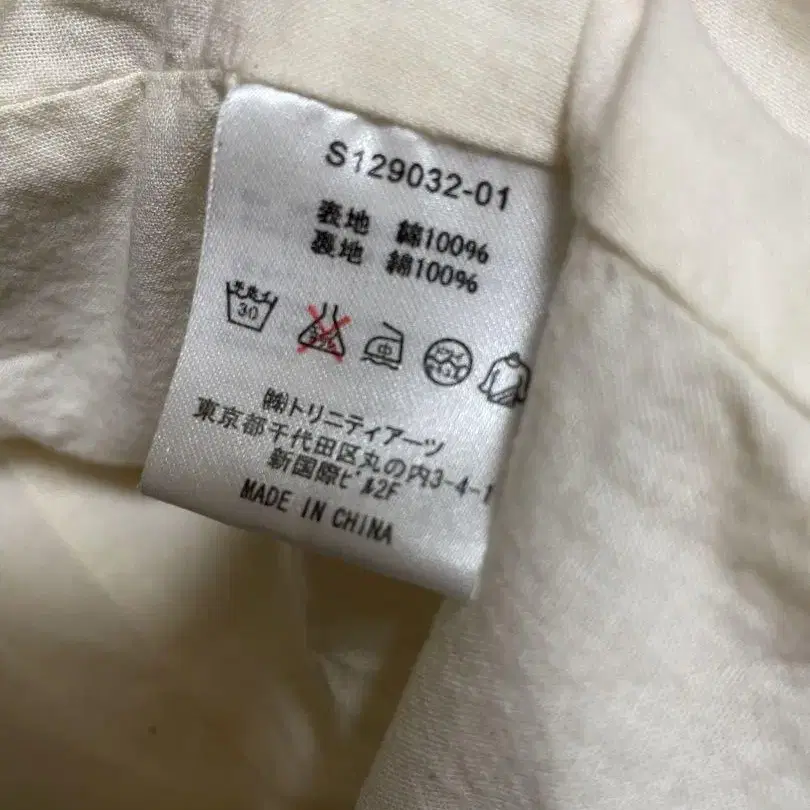 S129032-01
表地 綿100%
裏地 綿100%
30 中
㈱トリニティアーツ
東京都千代田区丸の内3-4-1
新国際ビル2F
MADE IN CHINA